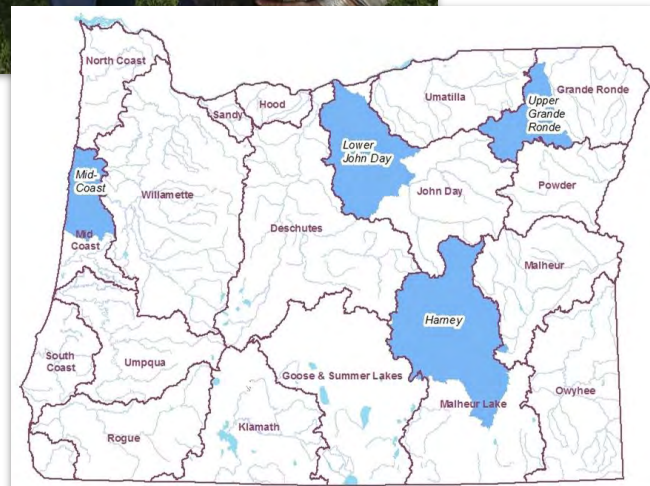 North Coast
Sandy
Hood
Umatilla
Grande Ronde
Upper
Grande
Ronde
Lower
John Day
Mid-
Coast
Willamette
John Day
Powder
Mid
Coast
Deschutes
Malheur
Harney
South
Coast
Umpqua
Goose & Summer Lakes
Malheur Lake
Owyhee
Rogue
Klamath